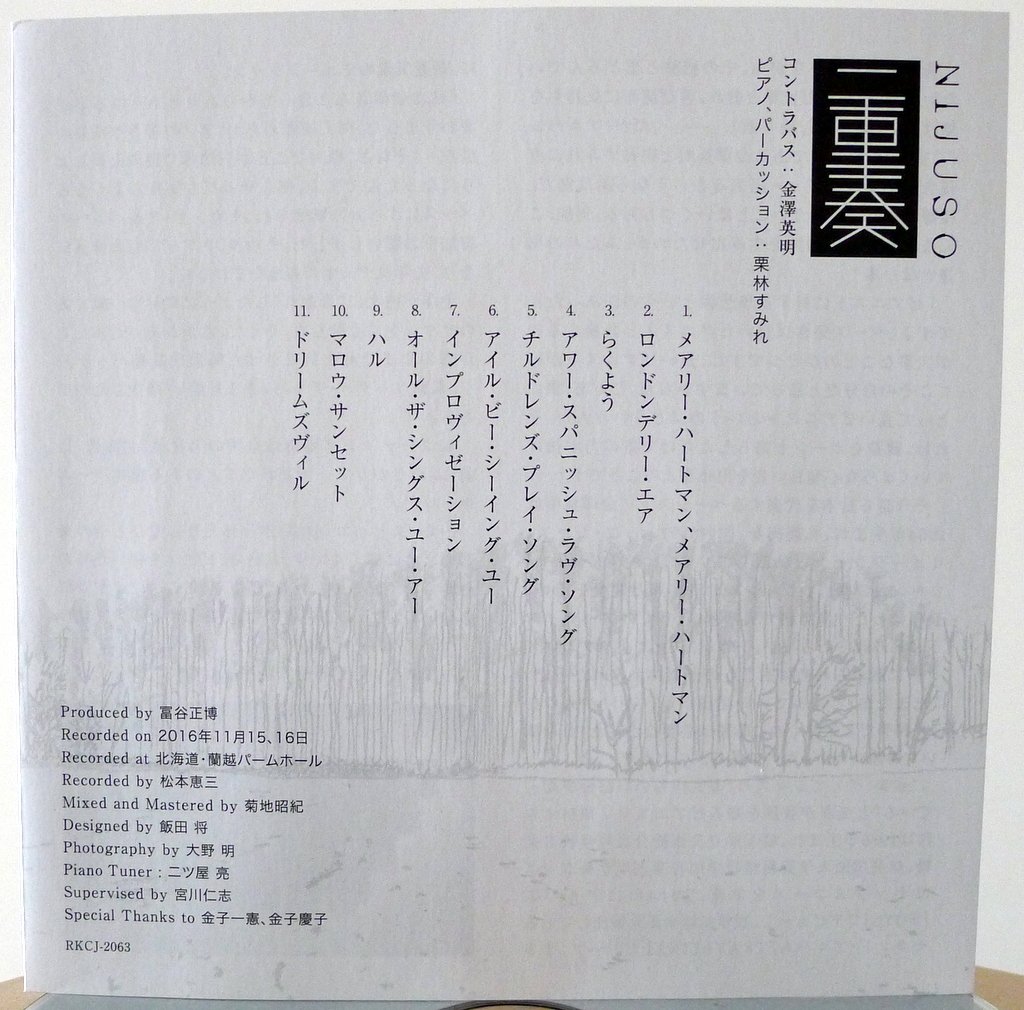 NIJUSO
二重奏
コントラバス：金澤英明
ピアノ、パーカッション：栗林すみれ
1. メアリー・ハートマン、メアリー・ハートマン
2. ロンドンデリー・エア
3. らくよう
4. アワー・スパニッシュ・ラヴ・ソング
5. チルドレンズ・プレイ・ソング
6. アイル・ビー・シーイング・ユー
7. インプロヴィゼーション
8. オール・ザ・シングス・ユー・アー
9. ハル
10. マロウ・サンセット
11. ドリームズヴィル
Produced by 冨谷正博
Recorded on 2016年11月15、16日
Recorded at 北海道・蘭越パームホール
Recorded by 松本恵三
Mixed and Mastered by 菊地昭紀
Designed by 飯田 将
Photography by 大野 明
Piano Tuner : 二ツ屋 亮
Supervised by 宮川仁志
Special Thanks to 金子一憲、金子慶子
RKCJ-2063